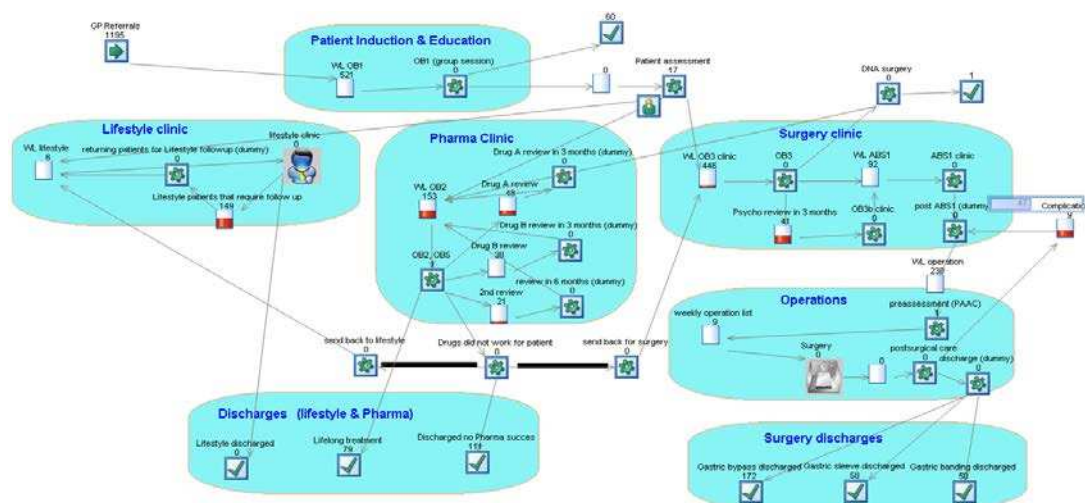 GP Referrals
1195
Patient Induction & Education
WL OB1
521
OB1 (group session)
0
60
0
Patient assessment
17
DNA surgery
0
1
Lifestyle clinic
WL lifestyle
6
returning patients for Lifestyle followup (dummy)
0
lifestyle clinic
Lifestyle patients that require follow up
149
Pharma Clinic
Drug A review in 3 months (dummy)
0
WL OB2
153
Drug A review
48
Drug B review in 3 months (dummy)
0
Drug B review
38
OB2, OB5
2nd review
21
review in 6 months (dummy)
0
Surgery clinic
WL OB3 clinic
446
OB3
0
WL ABS1
92
ABS1 clinic
0
Psycho review in 3 months
43
OB3b clinic
0
post ABS1 (dummy)
0
Complicatio
9
WL operation
238
Operations
weekly operation list
9
preassessment (PAAC)
Surgery
0
0
postsurgical care
0
discharge (dummy)
0
send back to lifestyle
0
Drugs did not work for patient
0
send back for surgery
0
Discharges (lifestyle & Pharma)
Lifestyle discharged
0
Lifelong treatment
79
Discharged no Pharma succes
Surgery discharges
Gastric bypass discharged
172
Gastric sleeve discharged
58
Gastric banding discharged